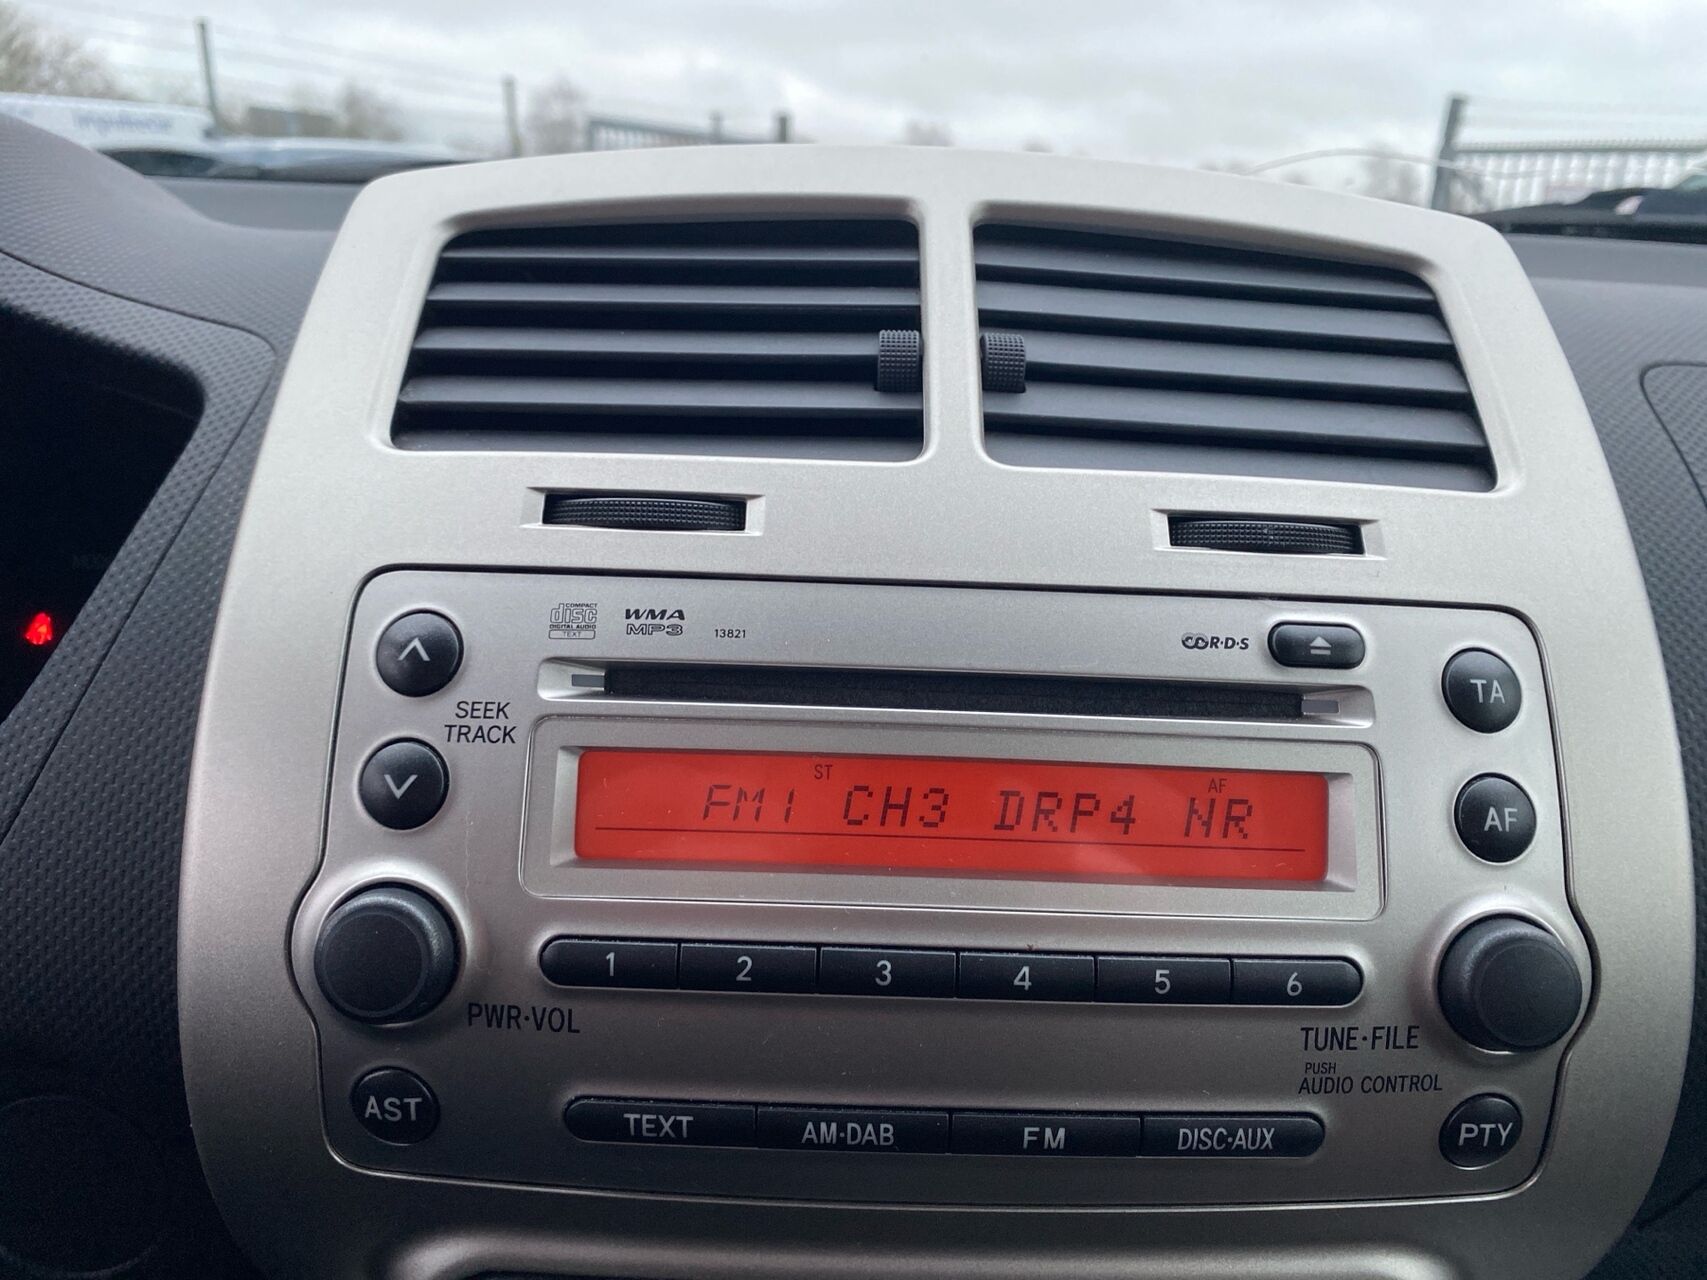 COMPACT
disc
DIGITAL AUDIO
TEXT
WMA
MP3
13821
R·D·S
TA
SEEK
TRACK
ST
AF
FM1 CH3 DRP4 NR
AF
1 2 3 4 5 6
PWR·VOL
TUNE·FILE
PUSH
AUDIO CONTROL
AST
TEXT AM·DAB FM DISC·AUX
PTY